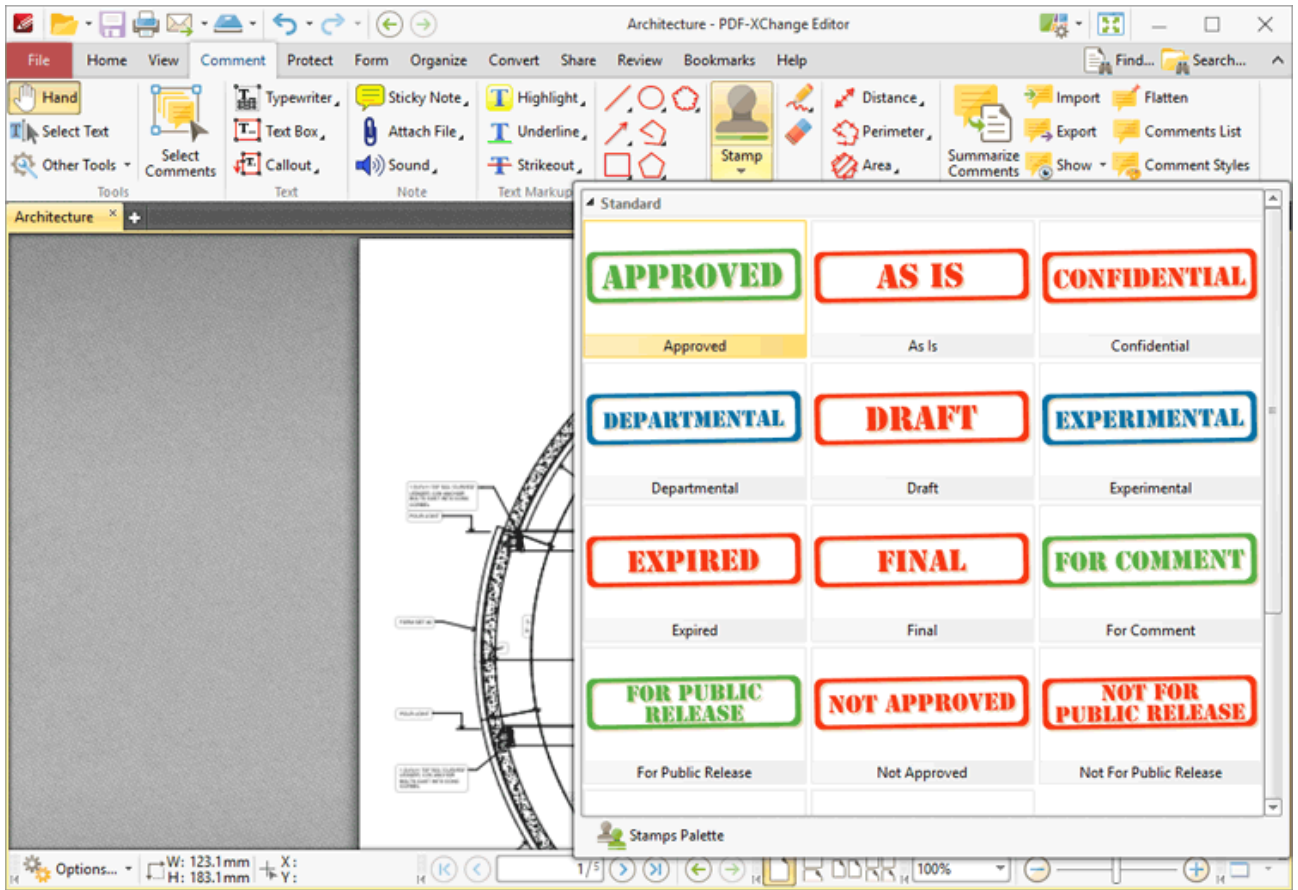 Architecture - PDF-XChange Editor
File Home View Comment Protect Form Organize Convert Share Review Bookmarks Help Find... Search...
Hand Typewriter Sticky Note Highlight Distance Import Flatten
Select Text Text Box Attach File Underline Perimeter Export Comments List
Other Tools Select Comments Callout Sound Strikeout Stamp Area Summarize Comments Show Comment Styles
Tools Text Note Text Markup
Architecture
Standard
APPROVED AS IS CONFIDENTIAL
Approved As Is Confidential
DEPARTMENTAL DRAFT EXPERIMENTAL
Departmental Draft Experimental
EXPIRED FINAL FOR COMMENT
Expired Final For Comment
FOR PUBLIC RELEASE NOT APPROVED NOT FOR PUBLIC RELEASE
For Public Release Not Approved Not For Public Release
Stamps Palette
Options... W: 123.1mm X: 1/5 100%
H: 183.1mm Y: